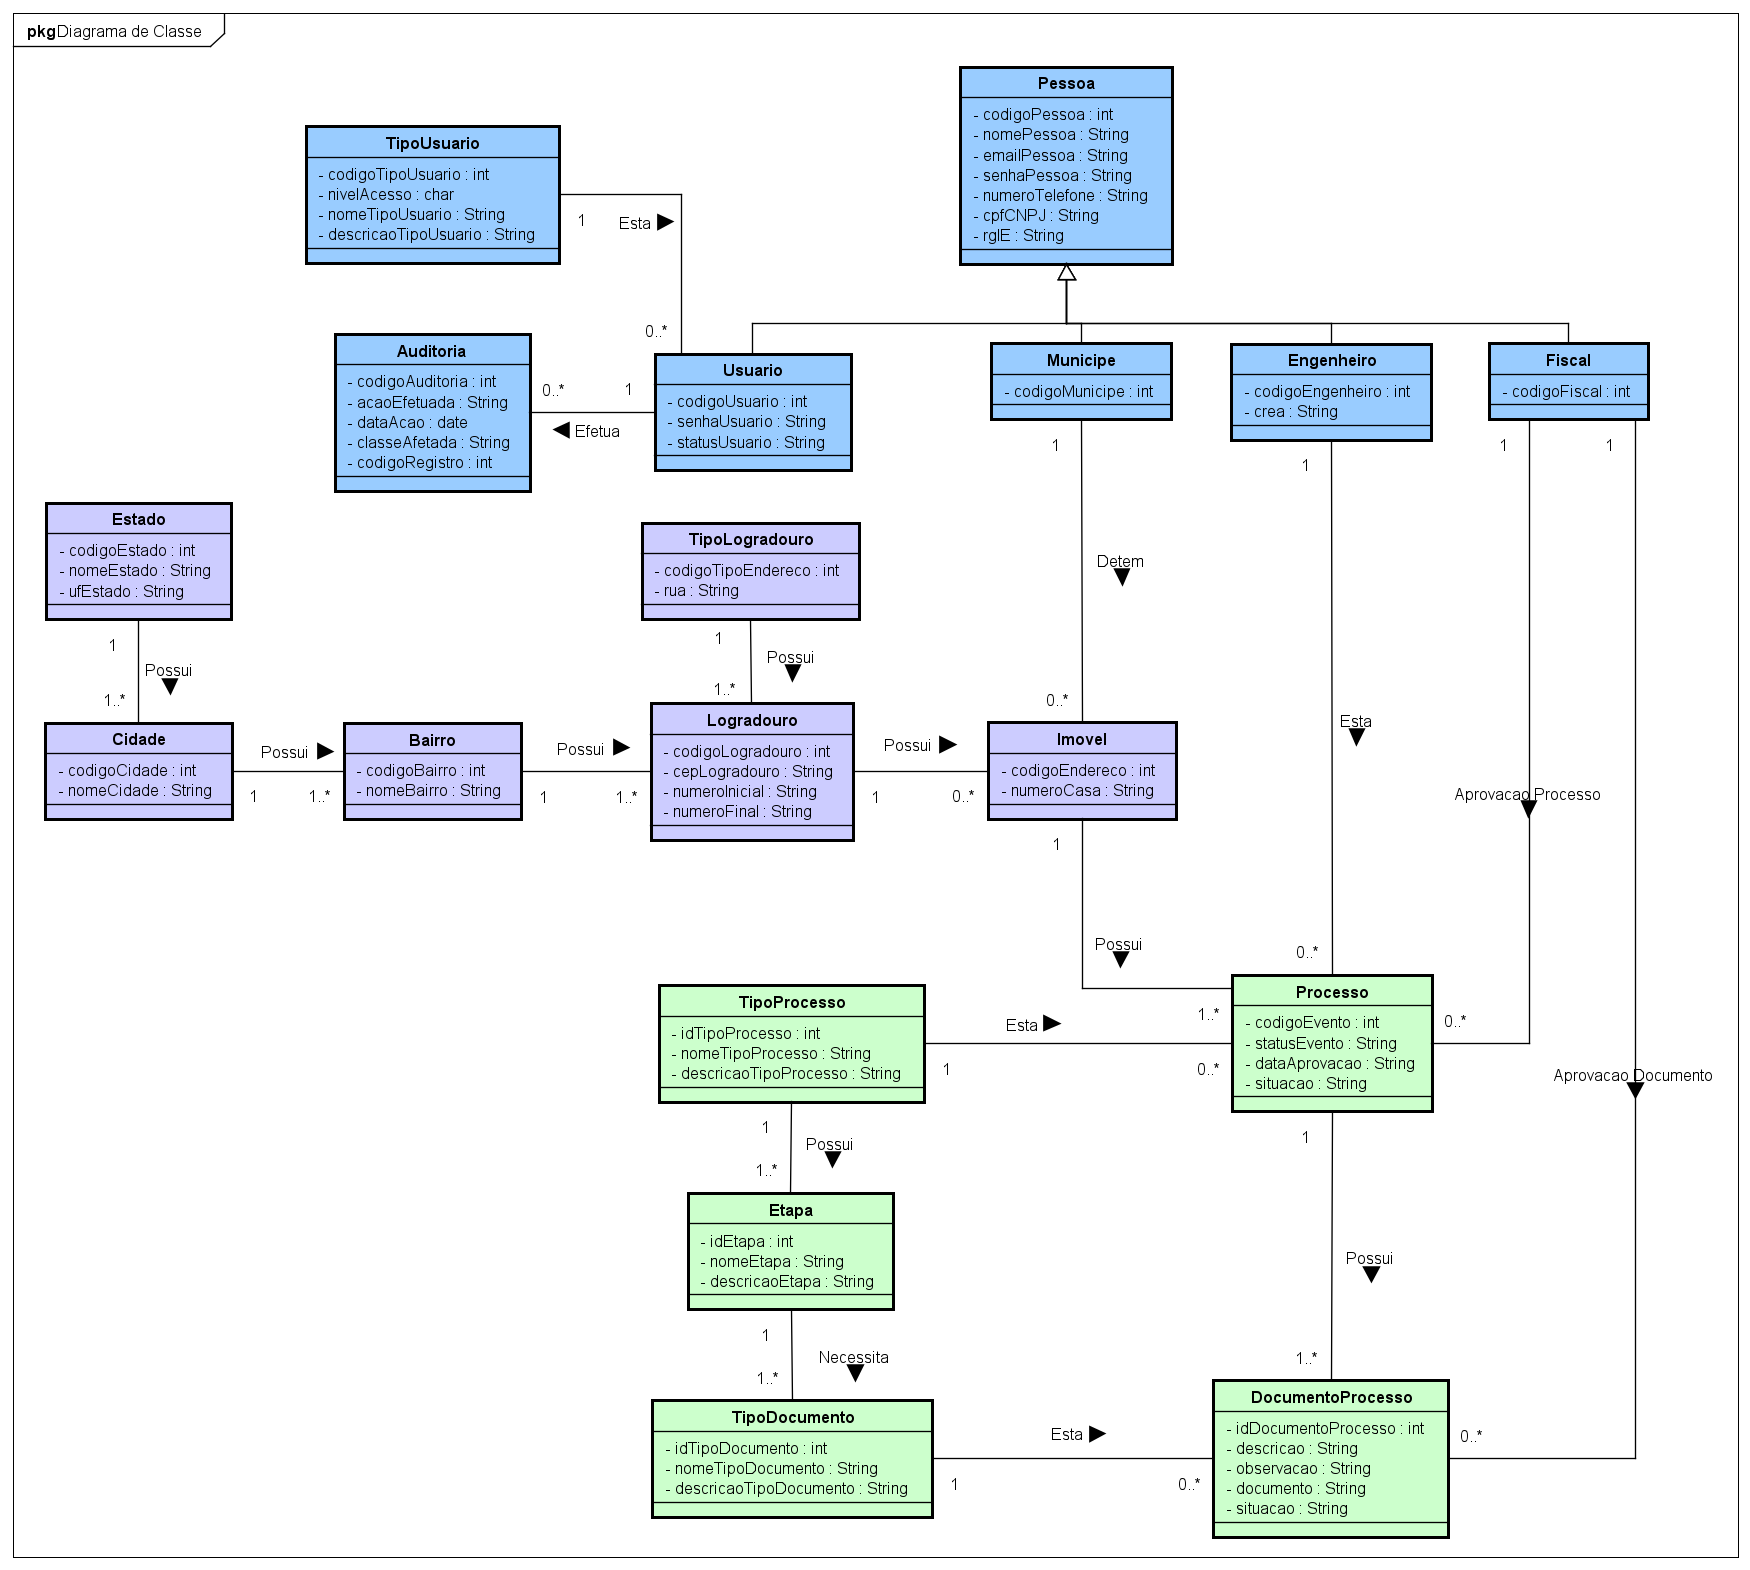 pkg Diagrama de Classe
Pessoa
- codigoPessoa : int
- nomePessoa : String
- emailPessoa : String
- senhaPessoa : String
- numeroTelefone : String
- cpfCNPJ : String
- rgIE : String
TipoUsuario
- codigoTipoUsuario : int
- nivelAcesso : char
- nomeTipoUsuario : String
- descricaoTipoUsuario : String
1
Esta
0..*
Auditoria
- codigoAuditoria : int
- acaoEfetuada : String
- dataAcao : date
- classeAfetada : String
- codigoRegistro : int
0..*
1
Efetua
Usuario
- codigoUsuario : int
- senhaUsuario : String
- statusUsuario : String
Municipe
- codigoMunicipe : int
Engenheiro
- codigoEngenheiro : int
- crea : String
Fiscal
- codigoFiscal : int
1
1
1
1
Estado
- codigoEstado : int
- nomeEstado : String
- ufEstado : String
TipoLogradouro
- codigoTipoEndereco : int
- rua : String
Detem
1
Possui
1..*
1
Possui
1..*
0..*
Esta
Cidade
- codigoCidade : int
- nomeCidade : String
Possui
1
1..*
Bairro
- codigoBairro : int
- nomeBairro : String
Possui
1
1..*
Logradouro
- codigoLogradouro : int
- cepLogradouro : String
- numeroInicial : String
- numeroFinal : String
Possui
1
0..*
Imovel
- codigoEndereco : int
- numeroCasa : String
Aprovacao Processo
1
Possui
1..*
0..*
TipoProcesso
- idTipoProcesso : int
- nomeTipoProcesso : String
- descricaoTipoProcesso : String
Esta
1
0..*
Processo
- codigoEvento : int
- statusEvento : String
- dataAprovacao : String
- situacao : String
0..*
Aprovacao Documento
1
Possui
1..*
1
Etapa
- idEtapa : int
- nomeEtapa : String
- descricaoEtapa : String
Possui
1
Necessita
1..*
1..*
TipoDocumento
- idTipoDocumento : int
- nomeTipoDocumento : String
- descricaoTipoDocumento : String
Esta
1
0..*
DocumentoProcesso
- idDocumentoProcesso : int
- descricao : String
- observacao : String
- documento : String
- situacao : String
0..*